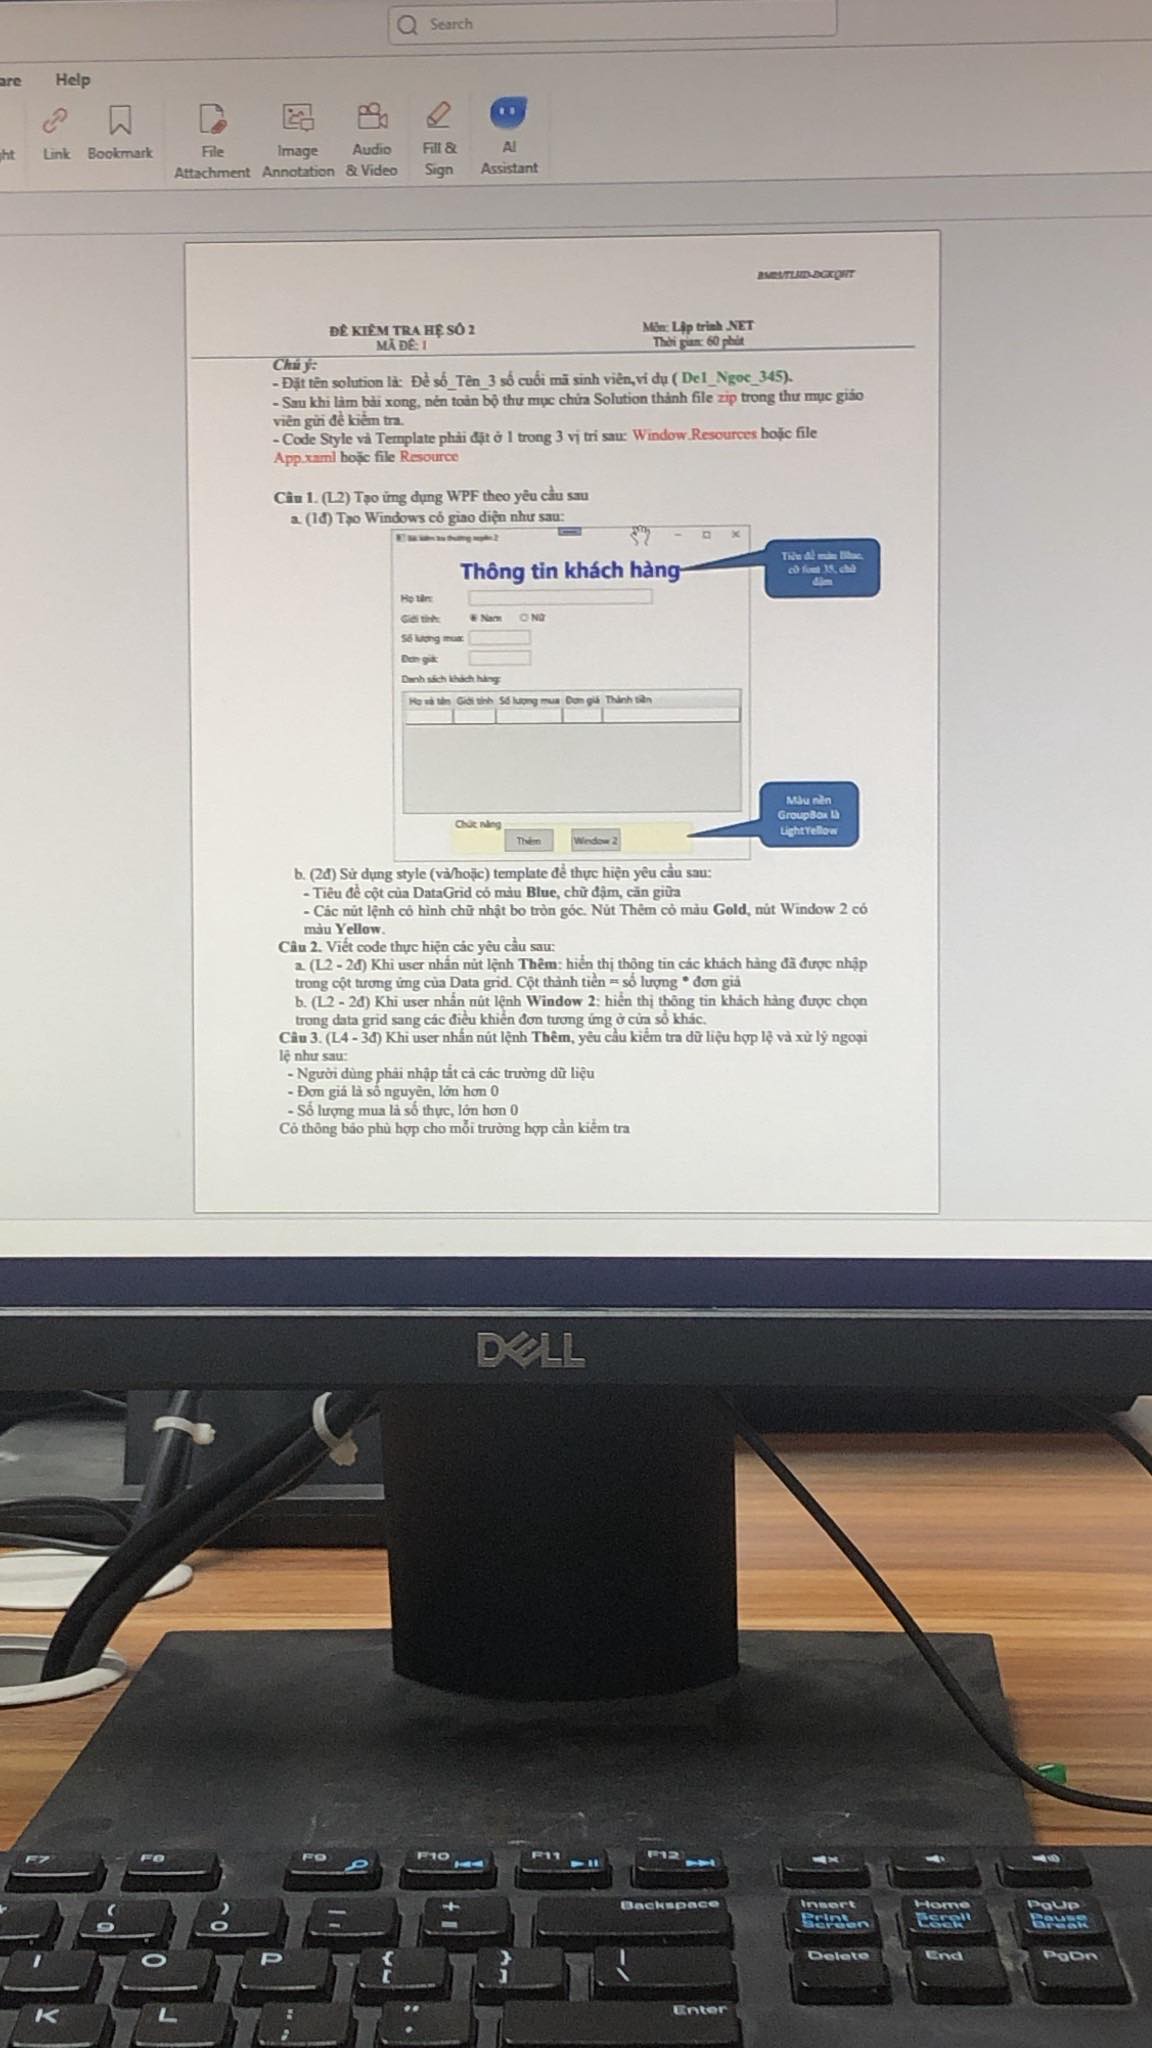 Search
are Help
ght Link Bookmark File Attachment Image Annotation Audio & Video Fill & Sign AI Assistant
BM03/TLHD-ĐGKQHT
ĐỀ KIỂM TRA HỆ SỐ 2
MÃ ĐỀ: 1
Môn: Lập trình .NET
Thời gian: 60 phút
Chú ý:
- Đặt tên solution là: Đề số_Tên_3 số cuối mã sinh viên,ví dụ ( De1_Ngoc_345).
- Sau khi làm bài xong, nén toàn bộ thư mục chứa Solution thành file zip trong thư mục giáo
viên gửi đề kiểm tra.
- Code Style và Template phải đặt ở 1 trong 3 vị trí sau: Window.Resources hoặc file
App.xaml hoặc file Resource
Câu 1. (L2) Tạo ứng dụng WPF theo yêu cầu sau
a. (1đ) Tạo Windows có giao diện như sau:
Bài kiểm tra thường xuyên 2
Thông tin khách hàng
Tiêu đề màu Blue,
cỡ font 35, chữ
đậm
Họ tên:
Giới tính: Nam Nữ
Số lượng mua:
Đơn giá:
Danh sách khách hàng:
Họ và tên Giới tính Số lượng mua Đơn giá Thành tiền
Chức năng
Thêm Window 2
Màu nền
GroupBox là
LightYellow
b. (2đ) Sử dụng style (và/hoặc) template để thực hiện yêu cầu sau:
- Tiêu đề cột của DataGrid có màu Blue, chữ đậm, căn giữa
- Các nút lệnh có hình chữ nhật bo tròn góc. Nút Thêm có màu Gold, nút Window 2 có
màu Yellow.
Câu 2. Viết code thực hiện các yêu cầu sau:
a. (L2 - 2đ) Khi user nhấn nút lệnh Thêm: hiển thị thông tin các khách hàng đã được nhập
trong cột tương ứng của Data grid. Cột thành tiền = số lượng * đơn giá
b. (L2 - 2đ) Khi user nhấn nút lệnh Window 2: hiển thị thông tin khách hàng được chọn
trong data grid sang các điều khiển đơn tương ứng ở cửa sổ khác.
Câu 3. (L4 - 3đ) Khi user nhấn nút lệnh Thêm, yêu cầu kiểm tra dữ liệu hợp lệ và xử lý ngoại
lệ như sau:
- Người dùng phải nhập tất cả các trường dữ liệu
- Đơn giá là số nguyên, lớn hơn 0
- Số lượng mua là số thực, lớn hơn 0
Có thông báo phù hợp cho mỗi trường hợp cần kiểm tra
DELL
F7 F8 F9 F10 F11 F12
( 9 ) 0 _ - + = Backspace Insert Print Screen Home Scroll Lock PgUp Pause Break
I O P { [ } ] | \ Delete End PgDn
K L : ; " ' Enter